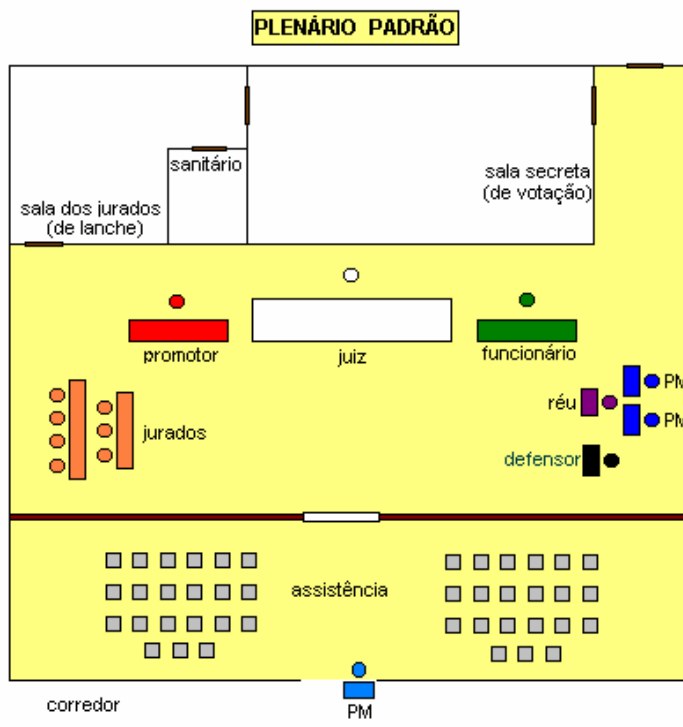 PLENÁRIO PADRÃO
sanitário
sala secreta
(de votação)
sala dos jurados
(de lanche)
promotor
juiz
funcionário
PM
réu
PM
jurados
defensor
assistência
corredor
PM